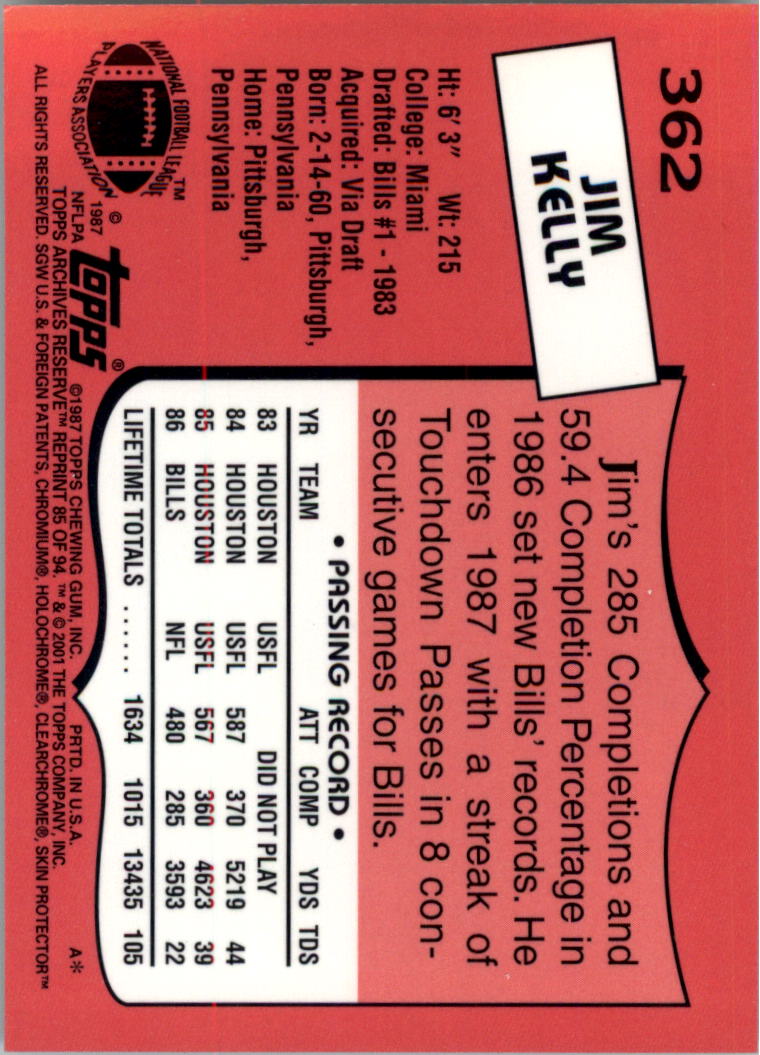 362
JIM
KELLY
Ht: 6' 3" Wt: 215
College: Miami
Drafted: Bills #1 - 1983
Acquired: Via Draft
Born: 2-14-60, Pittsburgh,
Pennsylvania
Home: Pittsburgh,
Pennsylvania
Jim's 285 Completions and
59.4 Completion Percentage in
1986 set new Bills' records. He
enters 1987 with a streak of
Touchdown Passes in 8 con-
secutive games for Bills.
• PASSING RECORD •
YR TEAM ATT COMP YDS TDS
83 HOUSTON USFL DID NOT PLAY
84 HOUSTON USFL 587 370 5219 44
85 HOUSTON USFL 567 360 4623 39
86 BILLS NFL 480 285 3593 22
LIFETIME TOTALS ...... 1634 1015 13435 105
NATIONAL FOOTBALL LEAGUE™
PLAYERS ASSOCIATION
© 1987
NFLPA
topps®
©1987 TOPPS CHEWING GUM, INC. PRTD. IN U.S.A. A*
TOPPS ARCHIVES RESERVE™ REPRINT 85 OF 94. ™ & © 2001 THE TOPPS COMPANY, INC.
ALL RIGHTS RESERVED. SGW U.S. & FOREIGN PATENTS, CHROMIUM®, HOLOCHROME®, CLEARCHROME®, SKIN PROTECTOR™